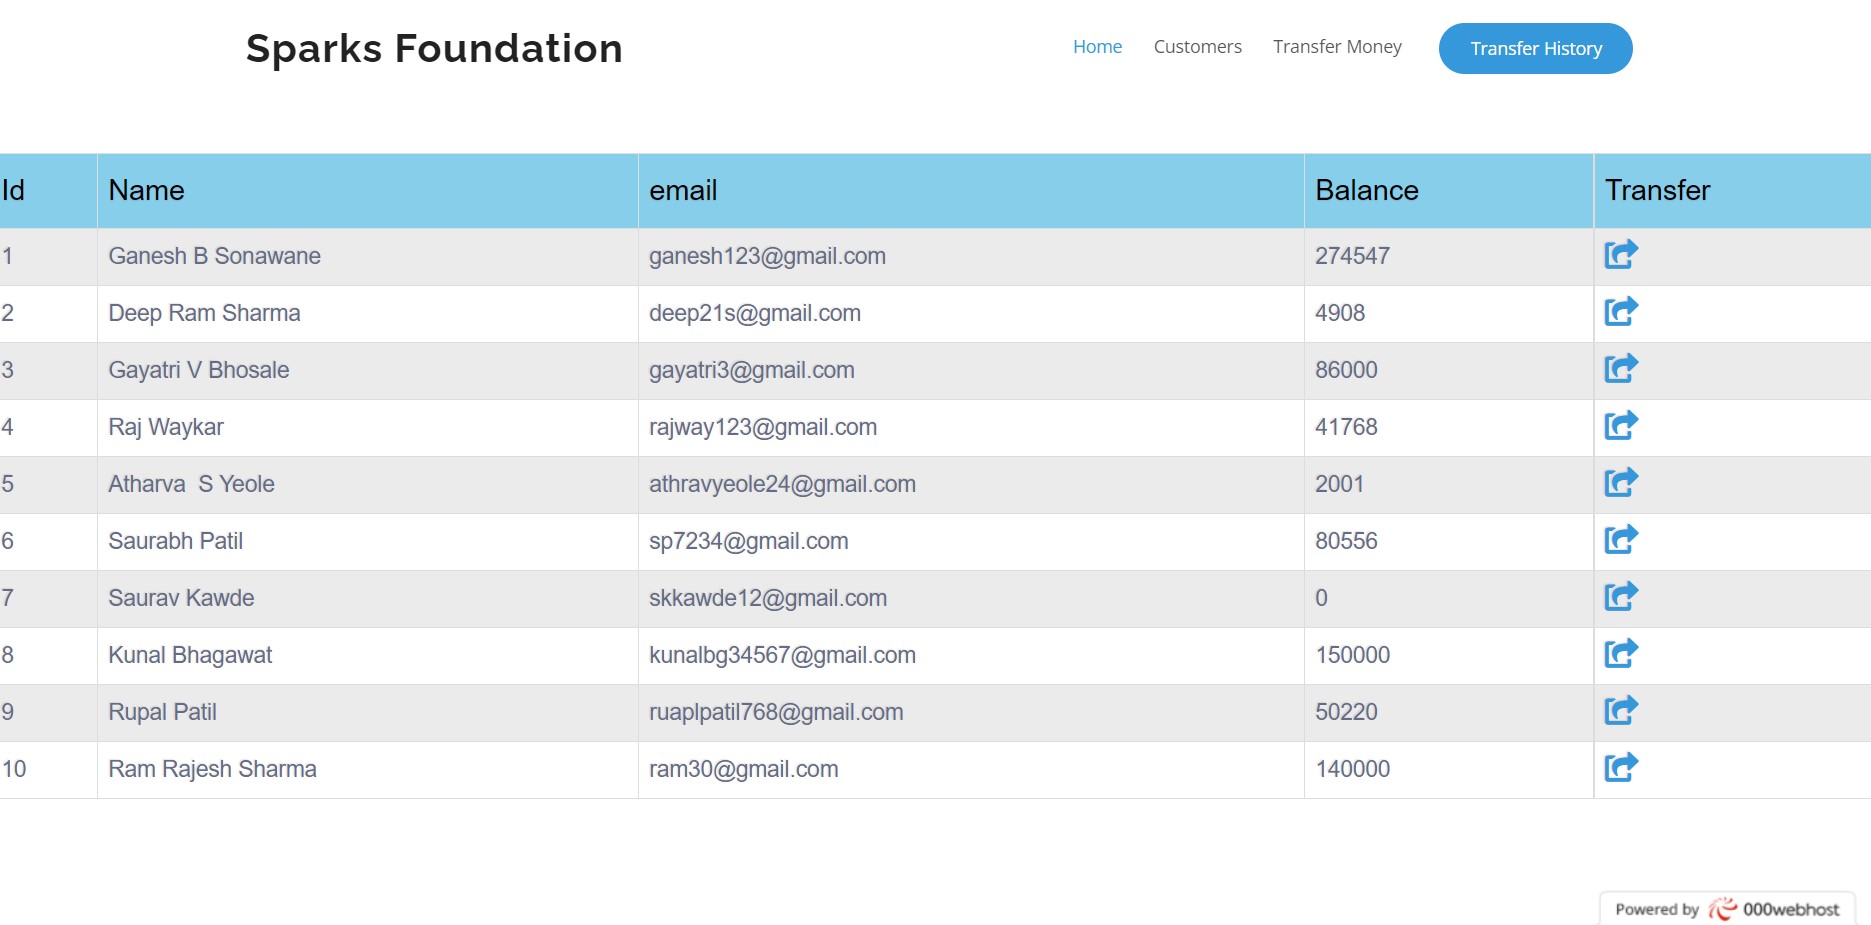 Sparks Foundation Home Customers Transfer Money Transfer History
Id Name email Balance Transfer
1 Ganesh B Sonawane ganesh123@gmail.com 274547
2 Deep Ram Sharma deep21s@gmail.com 4908
3 Gayatri V Bhosale gayatri3@gmail.com 86000
4 Raj Waykar rajway123@gmail.com 41768
5 Atharva  S Yeole athravyeole24@gmail.com 2001
6 Saurabh Patil sp7234@gmail.com 80556
7 Saurav Kawde skkawde12@gmail.com 0
8 Kunal Bhagawat kunalbg34567@gmail.com 150000
9 Rupal Patil ruaplpatil768@gmail.com 50220
10 Ram Rajesh Sharma ram30@gmail.com 140000
Powered by 000webhost